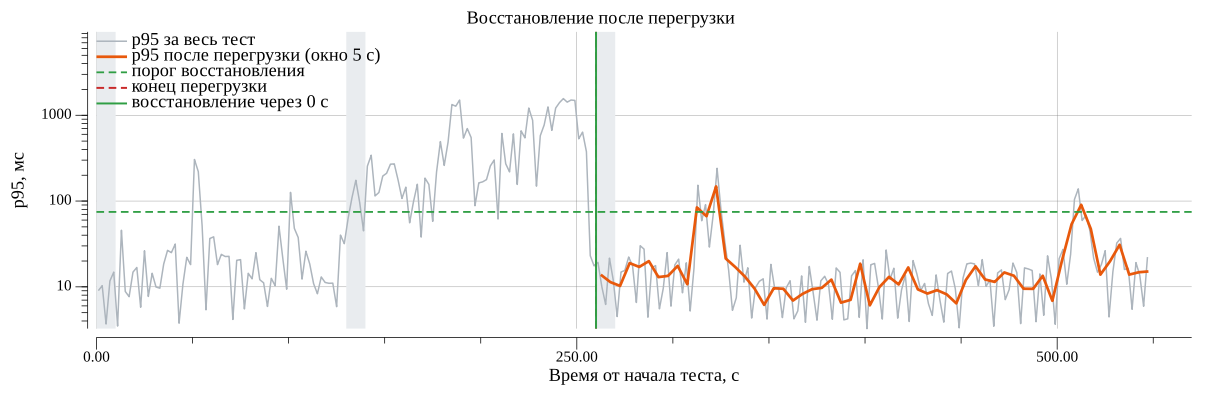 Восстановление после перегрузки
p95 за весь тест
p95 после перегрузки (окно 5 с)
порог восстановления
конец перегрузки
восстановление через 0 с
1000
100
10
p95, мс
0.00
250.00
500.00
Время от начала теста, с